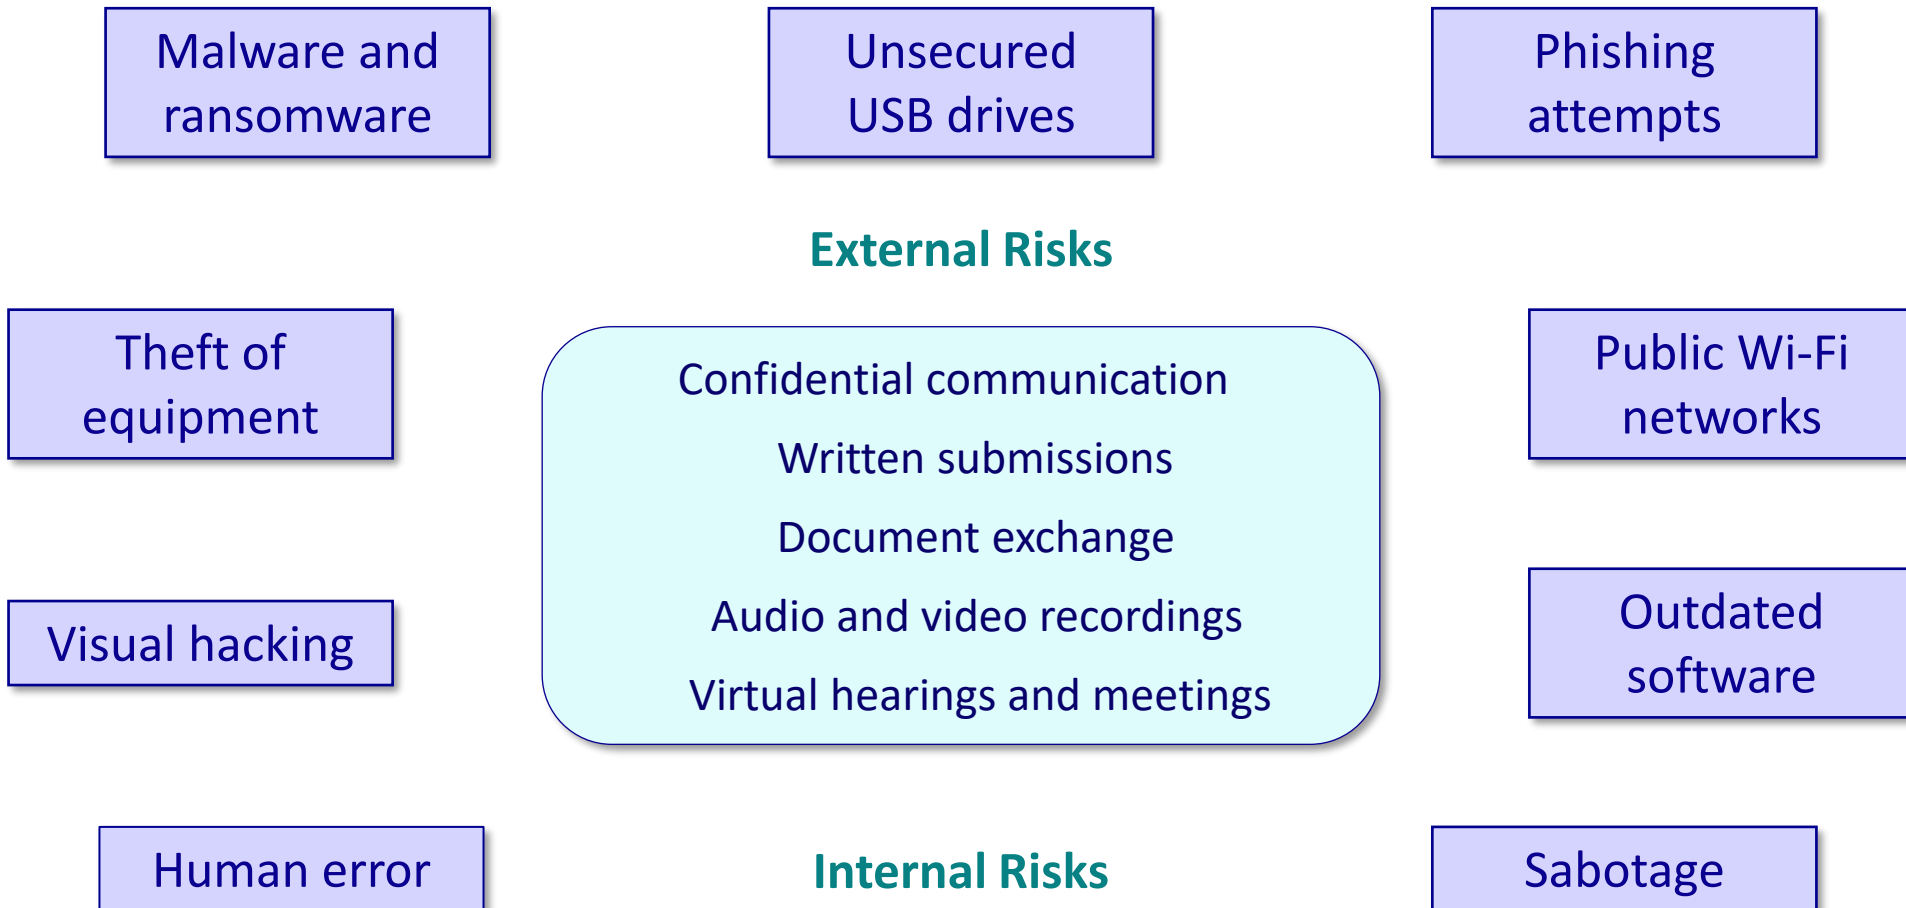 Malware and
ransomware
Unsecured
USB drives
Phishing
attempts
External Risks
Theft of
equipment
Confidential communication
Written submissions
Document exchange
Audio and video recordings
Virtual hearings and meetings
Public Wi-Fi
networks
Visual hacking
Outdated
software
Human error
Internal Risks
Sabotage